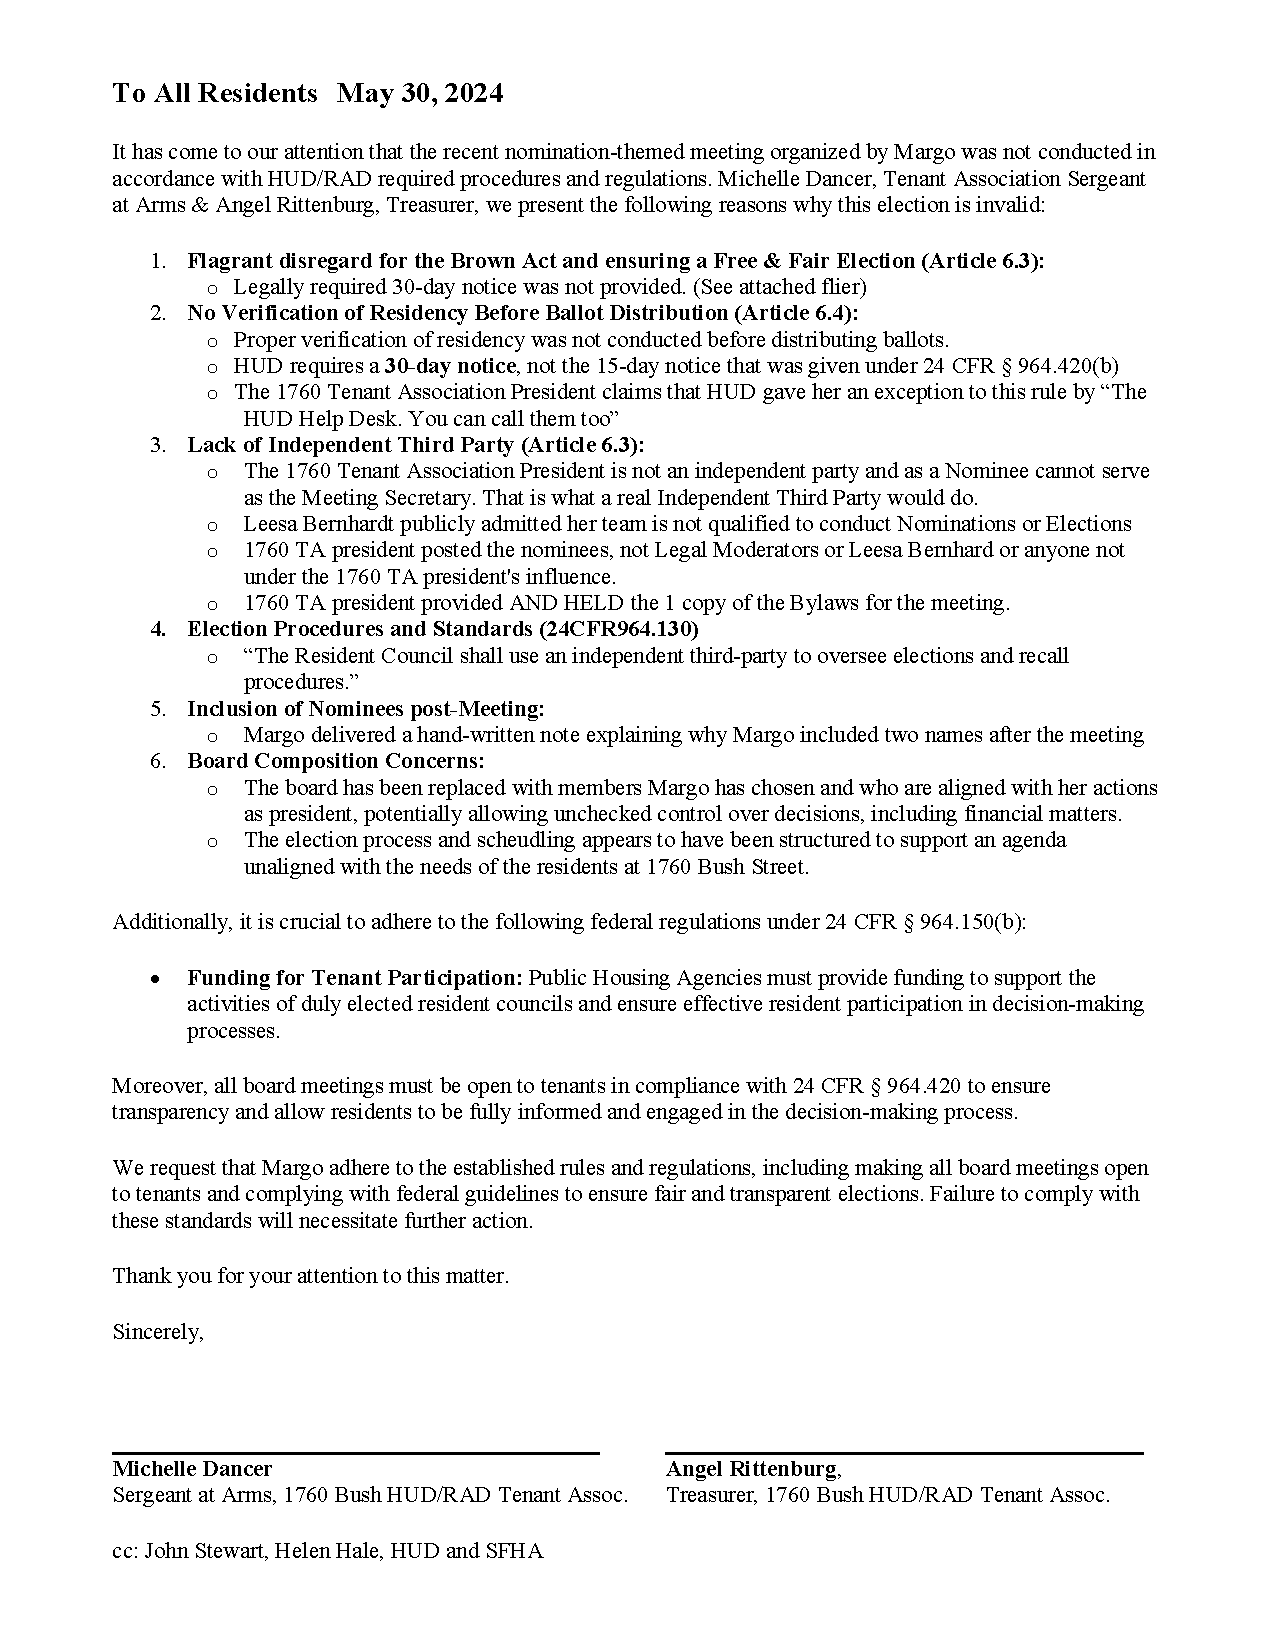 To All Residents May 30, 2024
It has come to our attention that the recent nomination-themed meeting organized by Margo was not conducted in
accordance with HUD/RAD required procedures and regulations. Michelle Dancer, Tenant Association Sergeant
at Arms & Angel Rittenburg, Treasurer, we present the following reasons why this election is invalid:
1. Flagrant disregard for the Brown Act and ensuring a Free & Fair Election (Article 6.3):
o Legally required 30-day notice was not provided. (See attached flier)
2. No Verification of Residency Before Ballot Distribution (Article 6.4):
o Proper verification of residency was not conducted before distributing ballots.
o HUD requires a 30-day notice, not the 15-day notice that was given under 24 CFR § 964.420(b)
o The 1760 Tenant Association President claims that HUD gave her an exception to this rule by “The
HUD Help Desk. You can call them too”
3. Lack of Independent Third Party (Article 6.3):
o The 1760 Tenant Association President is not an independent party and as a Nominee cannot serve
as the Meeting Secretary. That is what a real Independent Third Party would do.
o Leesa Bernhardt publicly admitted her team is not qualified to conduct Nominations or Elections
o 1760 TA president posted the nominees, not Legal Moderators or Leesa Bernhard or anyone not
under the 1760 TA president's influence.
o 1760 TA president provided AND HELD the 1 copy of the Bylaws for the meeting.
4. Election Procedures and Standards (24CFR964.130)
o “The Resident Council shall use an independent third-party to oversee elections and recall
procedures.”
5. Inclusion of Nominees post-Meeting:
o Margo delivered a hand-written note explaining why Margo included two names after the meeting
6. Board Composition Concerns:
o The board has been replaced with members Margo has chosen and who are aligned with her actions
as president, potentially allowing unchecked control over decisions, including financial matters.
o The election process and scheudling appears to have been structured to support an agenda
unaligned with the needs of the residents at 1760 Bush Street.
Additionally, it is crucial to adhere to the following federal regulations under 24 CFR § 964.150(b):
• Funding for Tenant Participation: Public Housing Agencies must provide funding to support the
activities of duly elected resident councils and ensure effective resident participation in decision-making
processes.
Moreover, all board meetings must be open to tenants in compliance with 24 CFR § 964.420 to ensure
transparency and allow residents to be fully informed and engaged in the decision-making process.
We request that Margo adhere to the established rules and regulations, including making all board meetings open
to tenants and complying with federal guidelines to ensure fair and transparent elections. Failure to comply with
these standards will necessitate further action.
Thank you for your attention to this matter.
Sincerely,
Michelle Dancer Angel Rittenburg,
Sergeant at Arms, 1760 Bush HUD/RAD Tenant Assoc. Treasurer, 1760 Bush HUD/RAD Tenant Assoc.
cc: John Stewart, Helen Hale, HUD and SFHA